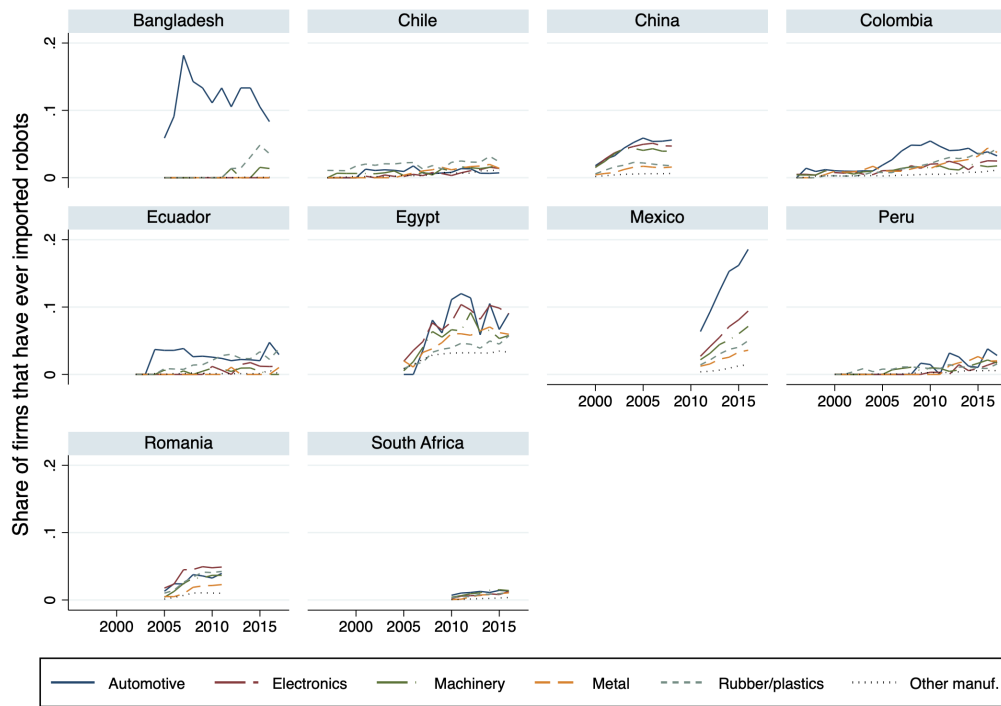 Bangladesh Chile China Colombia
Share of firms that have ever imported robots
.2
.1
0
Ecuador Egypt Mexico Peru
.2
.1
0
2000 2005 2010 2015 2000 2005 2010 2015
Romania South Africa
.2
.1
0
2000 2005 2010 2015 2000 2005 2010 2015
Automotive Electronics Machinery Metal Rubber/plastics Other manuf.